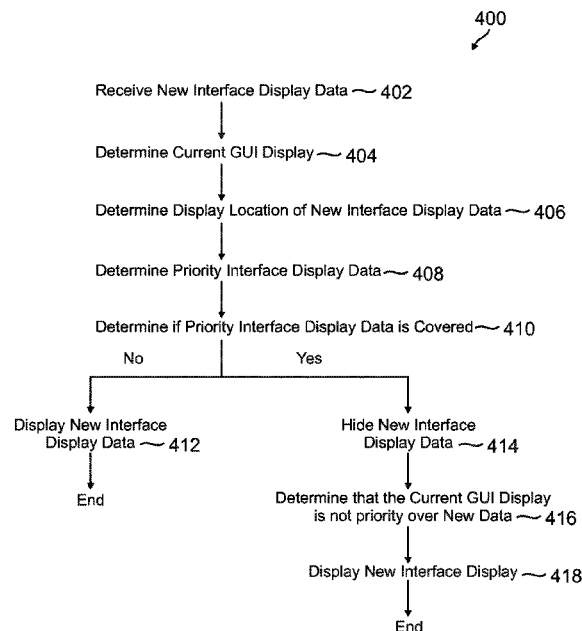 400
Receive New Interface Display Data 402
Determine Current GUI Display 404
Determine Display Location of New Interface Display Data 406
Determine Priority Interface Display Data 408
Determine if Priority Interface Display Data is Covered 410
No Yes
Display New Interface
Display Data 412
End
Hide New Interface
Display Data 414
Determine that the Current GUI Display
is not priority over New Data 416
Display New Interface Display 418
End